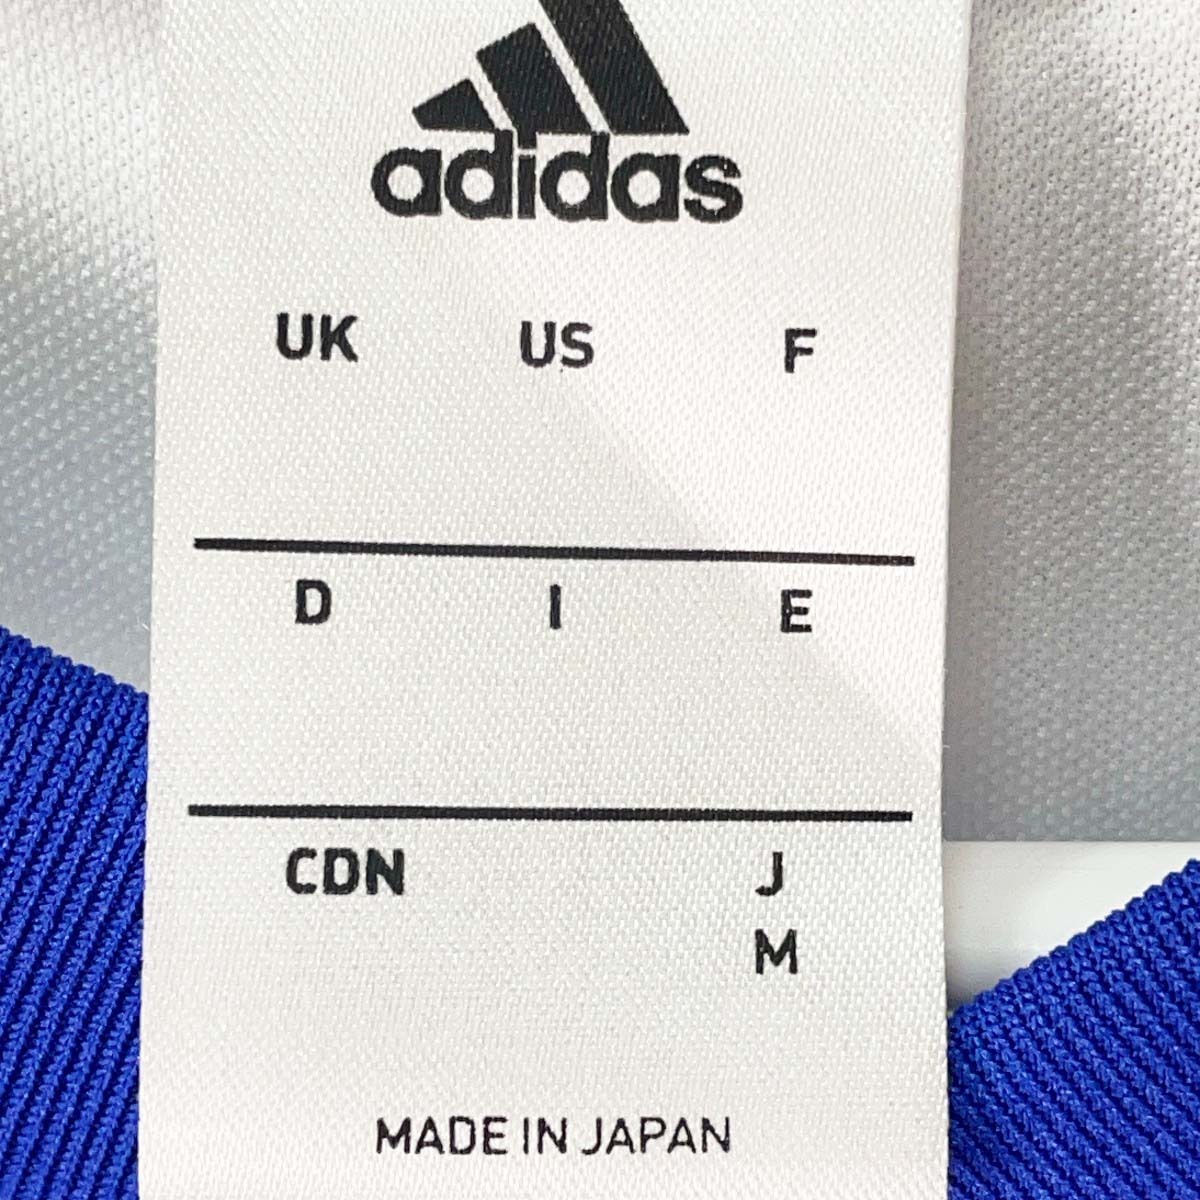 adidas
UK US F
D I E
CDN J
M
MADE IN JAPAN